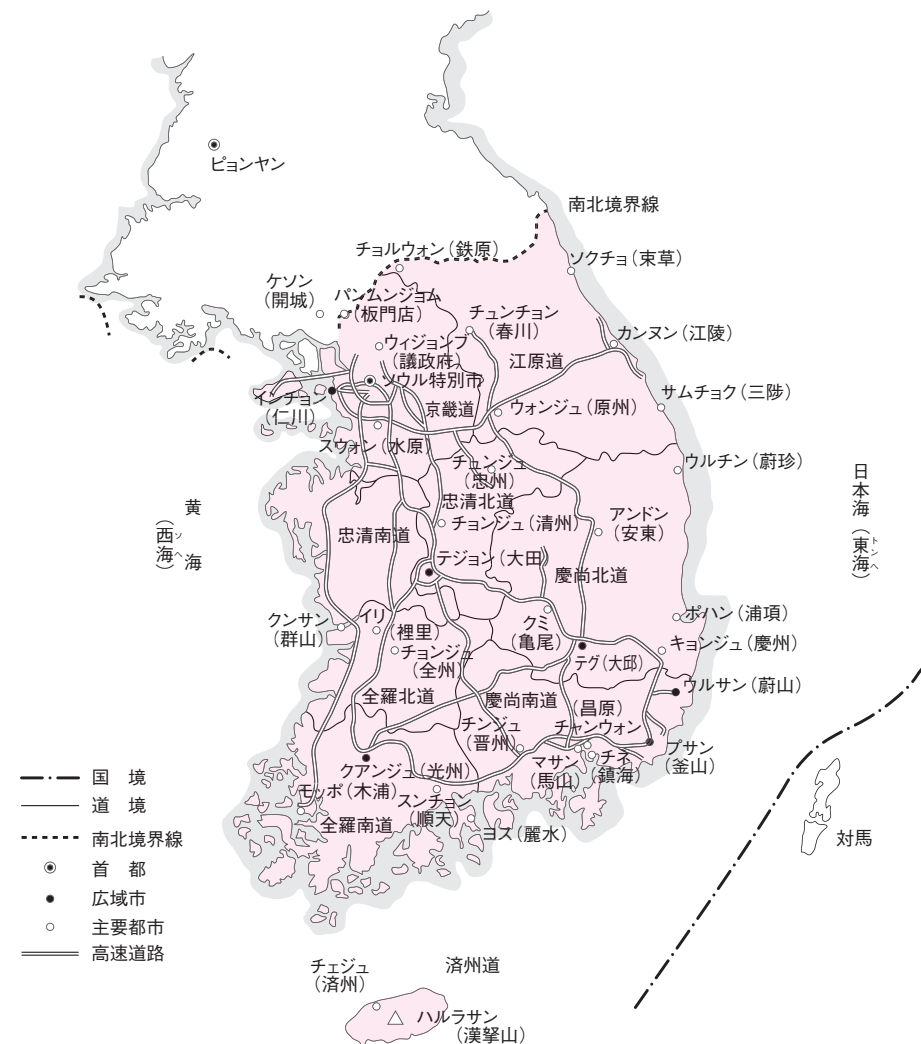 ピョンヤン
南北境界線
チョルウォン（鉄原）
ソクチョ（束草）
ケソン
（開城）
パンムンジョム
（板門店）
チュンチョン
（春川）
カンヌン（江陵）
ウィジョンブ
（議政府）
江原道
ソウル特別市
サムチョク（三陟）
インチョン
（仁川）
京畿道
ウォンジュ（原州）
スウォン（水原）
チュンジュ
（忠州）
ウルチン（蔚珍）
忠清北道
黄海
（西海）
ソヘ
日本海（東海）
トンヘ
忠清南道
チョンジュ（清州）
アンドン
（安東）
テジョン（大田）
慶尚北道
クンサン
（群山）
イリ
（裡里）
クミ
（亀尾）
ポハン（浦項）
チョンジュ
（全州）
テグ（大邱）
キョンジュ（慶州）
全羅北道
慶尚南道
ウルサン（蔚山）
（昌原）
チャンウォン
チンジュ
（晋州）
プサン
（釜山）
マサン
（馬山）
チネ
（鎮海）
クアンジュ（光州）
モッポ（木浦）
スンチョン
（順天）
全羅南道
ヨス（麗水）
対馬
国　境
道　境
南北境界線
首　都
広域市
主要都市
高速道路
チェジュ
（済州）
済州道
ハルラサン
（漢拏山）